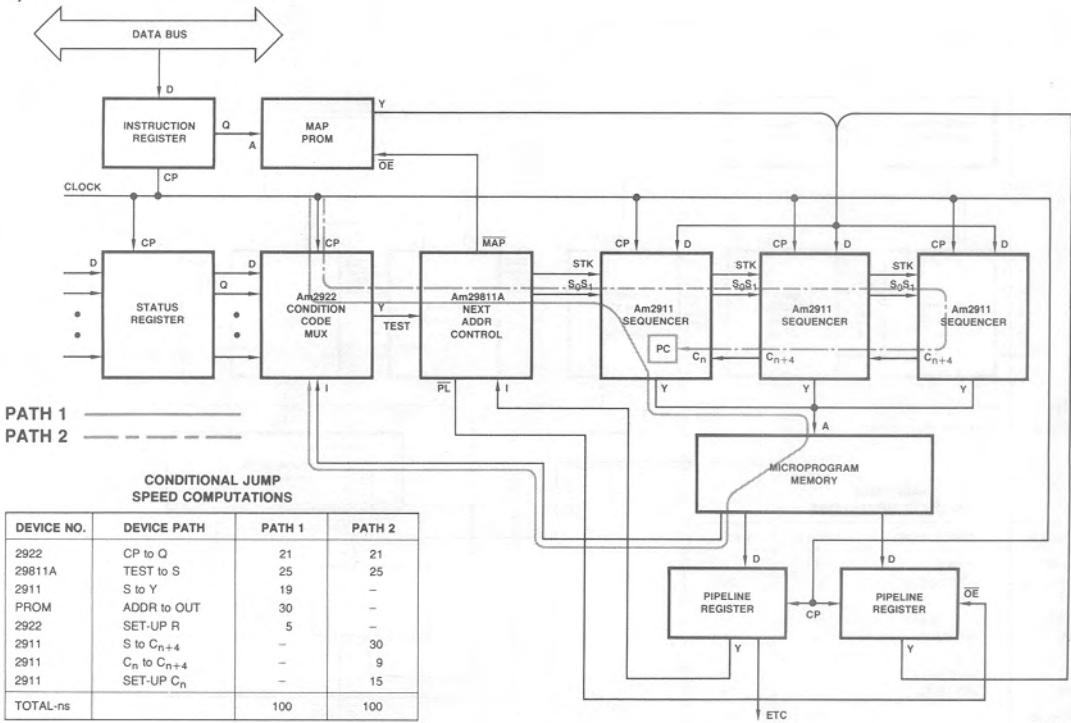 DATA BUS
D
INSTRUCTION
REGISTER
Q
A
MAP
PROM
Y
OE
CP
CLOCK
CP
CP
MAP
CP
D
CP
D
CP
D
D
STATUS
REGISTER
D
Q
Am2922
CONDITION
CODE
MUX
Y
TEST
Am29811A
NEXT
ADDR
CONTROL
STK
S0S1
Am2911
SEQUENCER
PC
Cn
STK
S0S1
Am2911
SEQUENCER
Cn+4
STK
S0S1
Am2911
SEQUENCER
Cn+4
I
PL
I
Y
Y
Y
A
PATH 1
PATH 2
MICROPROGRAM
MEMORY
D
D
PIPELINE
REGISTER
CP
PIPELINE
REGISTER
OE
Y
Y
ETC
CONDITIONAL JUMP
SPEED COMPUTATIONS
DEVICE NO. DEVICE PATH PATH 1 PATH 2
2922 CP to Q 21 21
29811A TEST to S 25 25
2911 S to Y 19 –
PROM ADDR to OUT 30 –
2922 SET-UP R 5 –
2911 S to Cn+4 – 30
2911 Cn to Cn+4 – 9
2911 SET-UP Cn – 15
TOTAL-ns 100 100